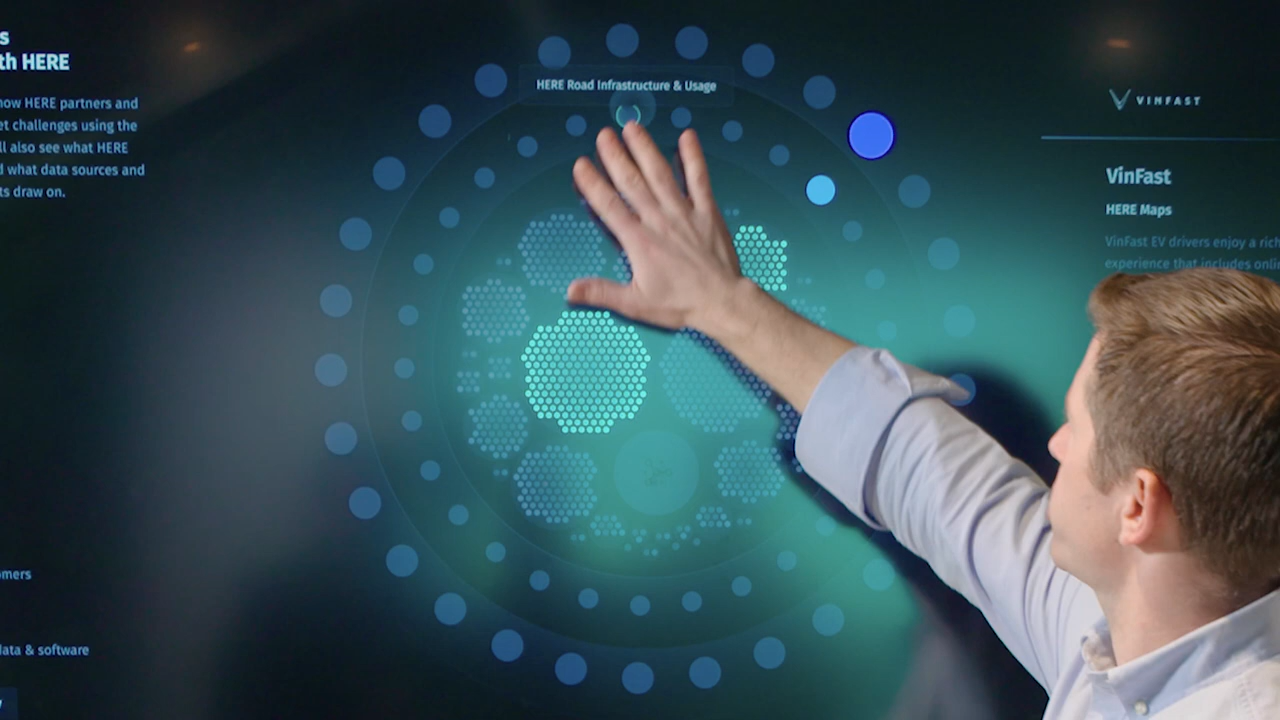 s
th HERE
now HERE partners and
et challenges using the
ll also see what HERE
d what data sources and
ts draw on.
omers
data & software
HERE Road Infrastructure & Usage
VINFAST
VinFast
HERE Maps
VinFast EV drivers enjoy a rich
experience that includes onlin